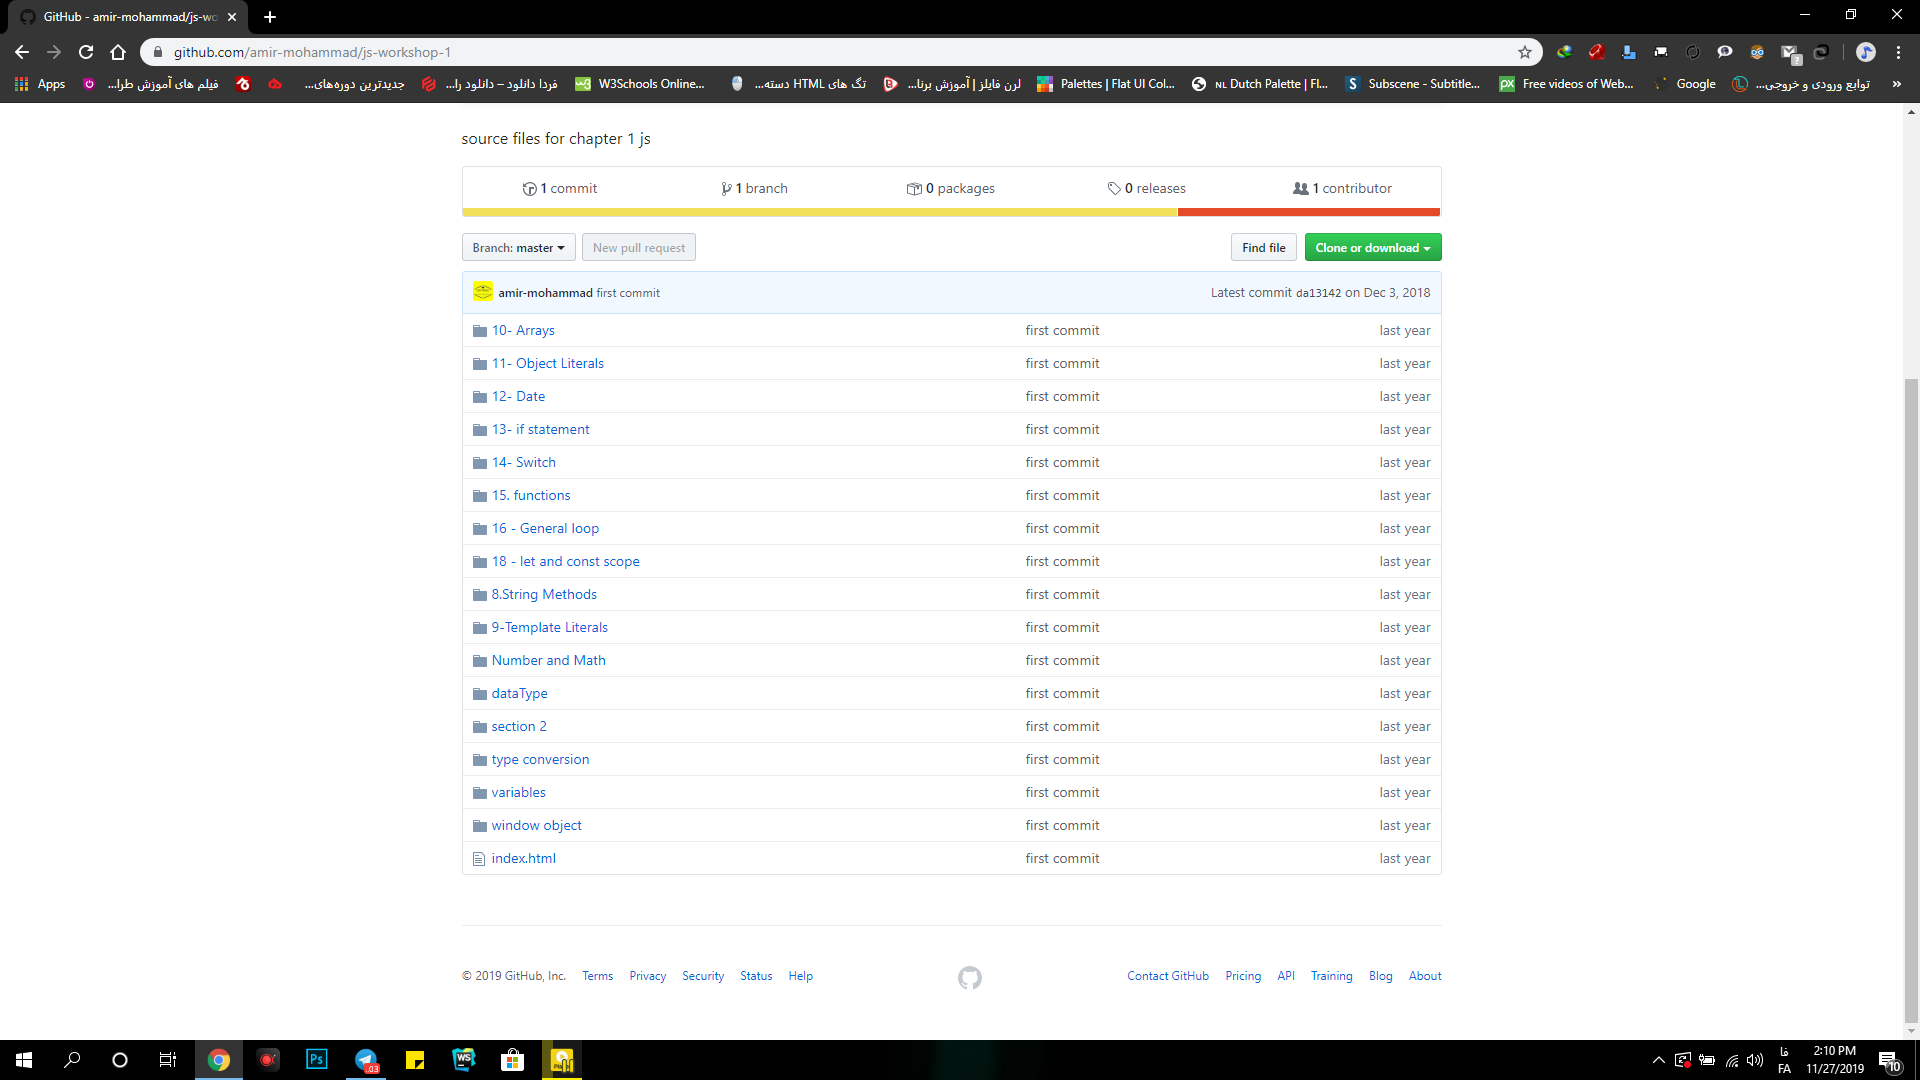 GitHub - amir-mohammad/js-wo
github.com/amir-mohammad/js-workshop-1
Apps
فیلم های آموزش طرا...
جدیدترین دوره‌های...
فردا دانلود – دانلود را...
W3Schools Online...
تگ های HTML دسته...
لرن فایلز | آموزش برنا...
Palettes | Flat UI Col...
NL Dutch Palette | Fl...
Subscene - Subtitle...
Free videos of Web...
Google
توابع ورودی و خروجی...
»
source files for chapter 1 js
1 commit
1 branch
0 packages
0 releases
1 contributor
Branch: master
New pull request
Find file
Clone or download
amir-mohammad first commit
Latest commit da13142 on Dec 3, 2018
10- Arrays first commit last year
11- Object Literals first commit last year
12- Date first commit last year
13- if statement first commit last year
14- Switch first commit last year
15. functions first commit last year
16 - General loop first commit last year
18 - let and const scope first commit last year
8.String Methods first commit last year
9-Template Literals first commit last year
Number and Math first commit last year
dataType first commit last year
section 2 first commit last year
type conversion first commit last year
variables first commit last year
window object first commit last year
index.html first commit last year
© 2019 GitHub, Inc. Terms Privacy Security Status Help
Contact GitHub Pricing API Training Blog About
Ps
.03
WS
فا
FA
2:10 PM
11/27/2019
10